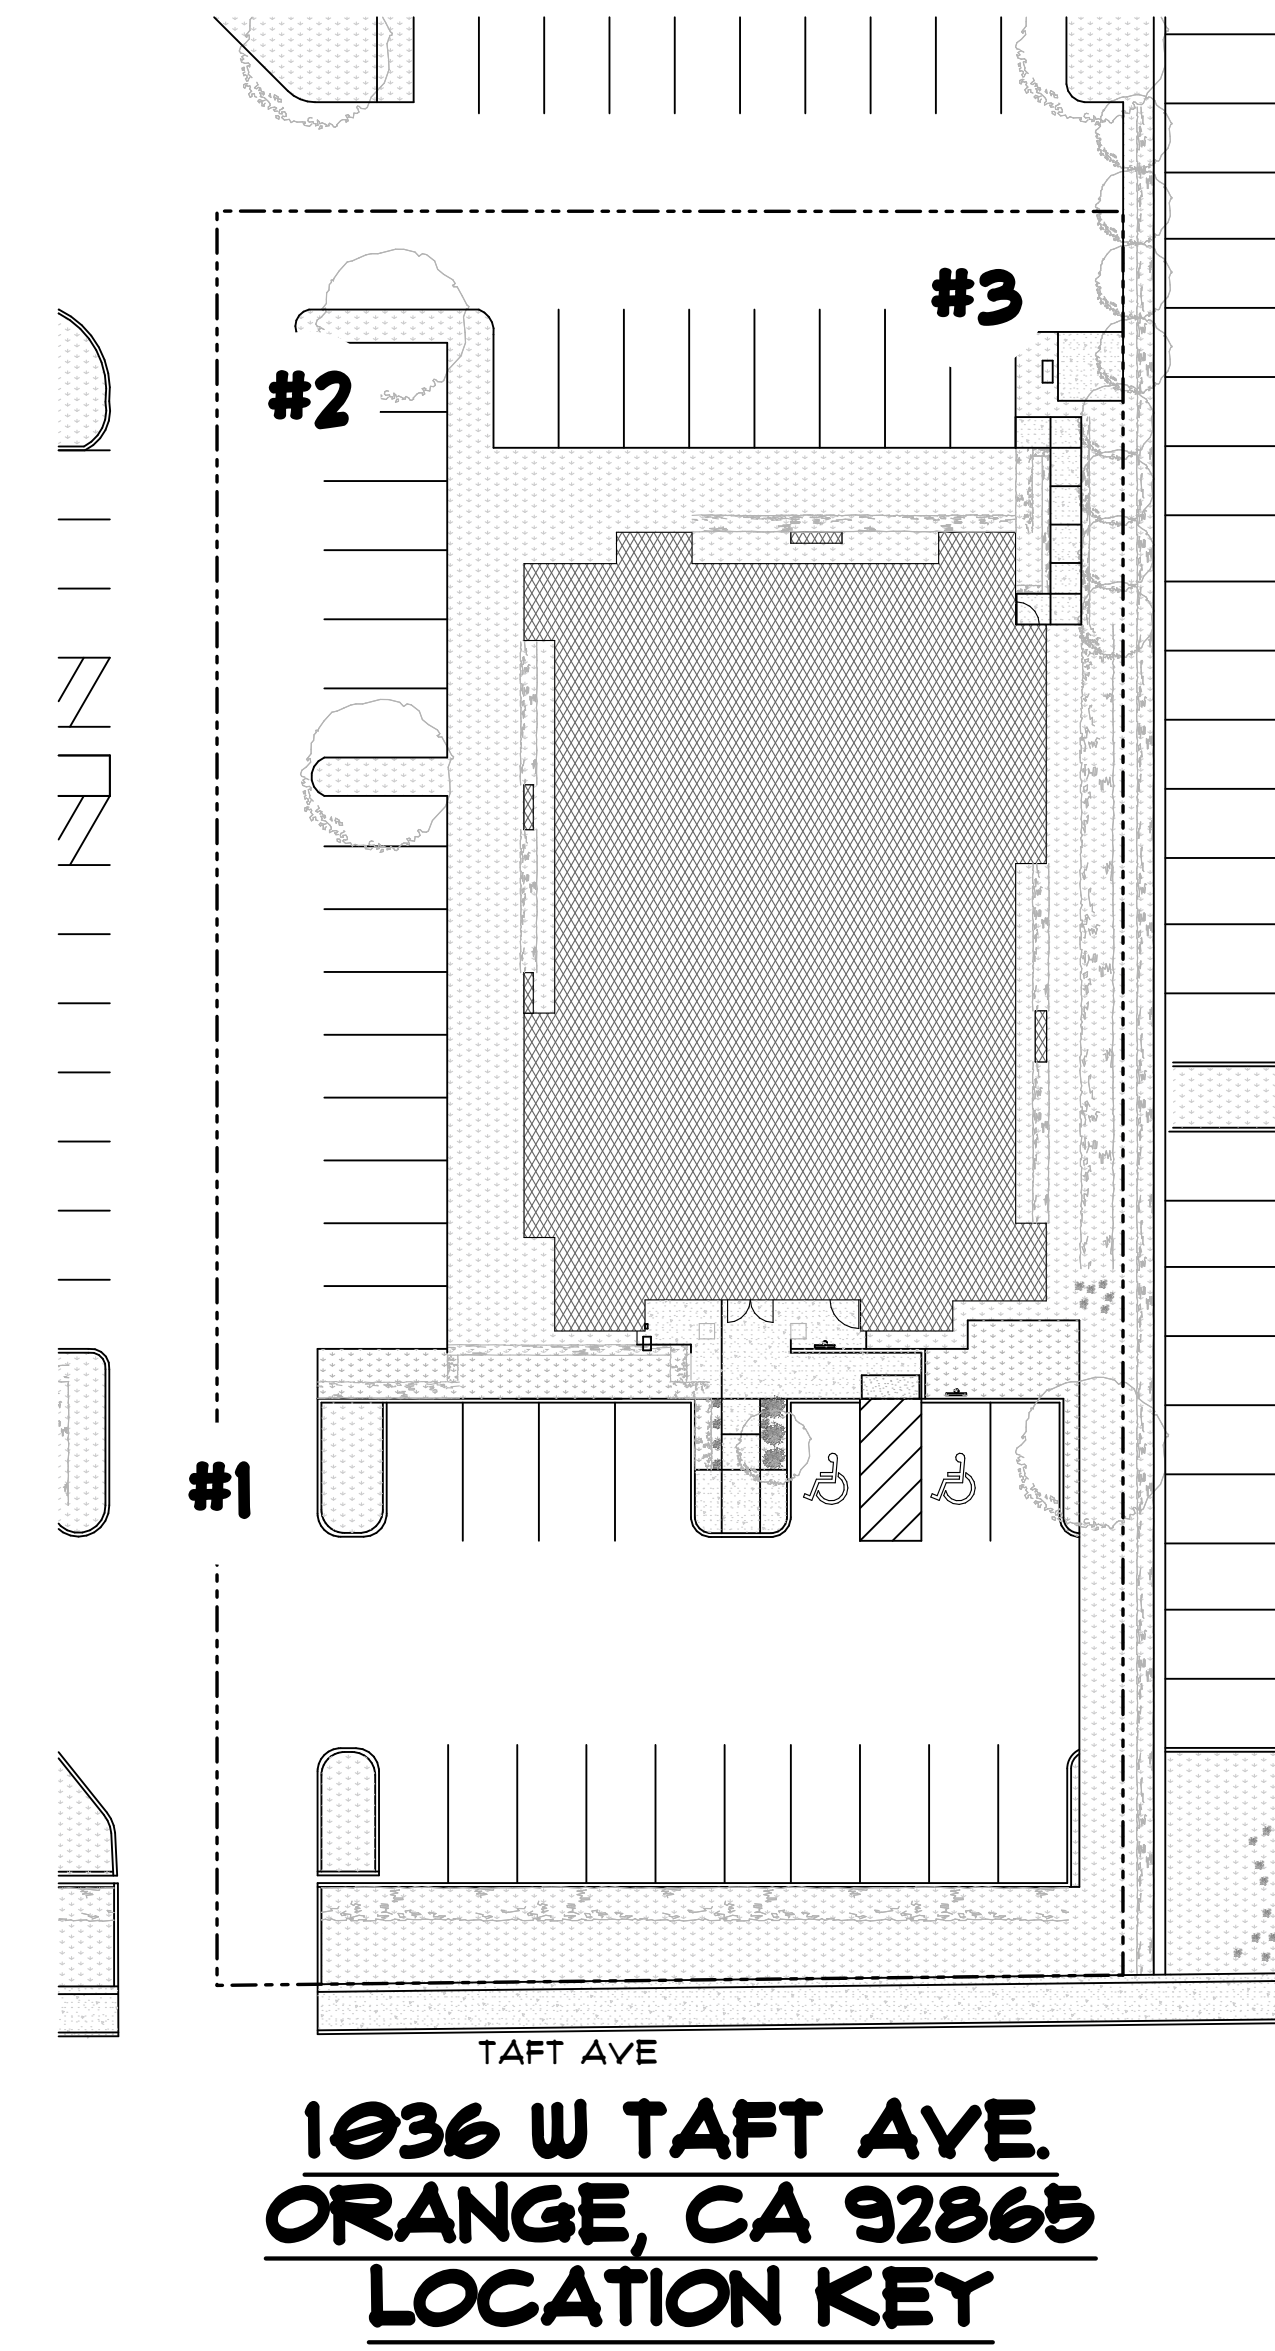 #3
#2
#1
TAFT AVE
1036 W TAFT AVE.
ORANGE, CA 92865
LOCATION KEY